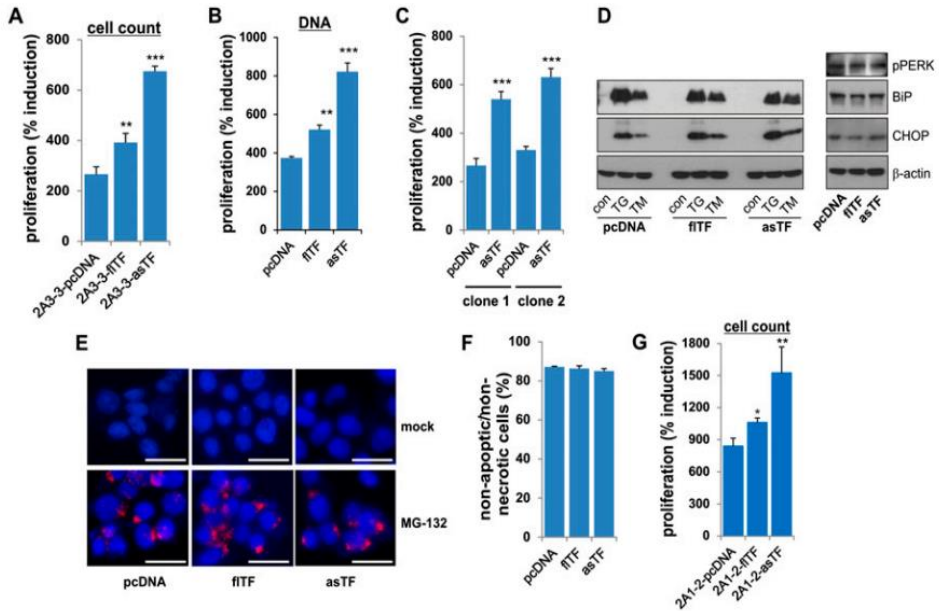 A
cell count
proliferation (% induction)
800
600
400
200
0
**
***
2A3-3-pcDNA
2A3-3-flTF
2A3-3-asTF
B
DNA
proliferation (% induction)
1000
800
600
400
200
0
**
***
pcDNA
flTF
asTF
C
proliferation (% induction)
800
600
400
200
0
***
***
pcDNA
asTF
pcDNA
asTF
clone 1
clone 2
D
pPERK
BiP
CHOP
β-actin
con TG TM
con TG TM
con TG TM
pcDNA
flTF
asTF
pcDNA
flTF
asTF
E
mock
MG-132
pcDNA
flTF
asTF
F
non-apoptic/non-
necrotic cells (%)
100
80
60
40
20
0
pcDNA
flTF
asTF
G
cell count
proliferation (% induction)
1800
1500
1200
900
600
300
0
*
**
2A1-2-pcDNA
2A1-2-flTF
2A1-2-asTF